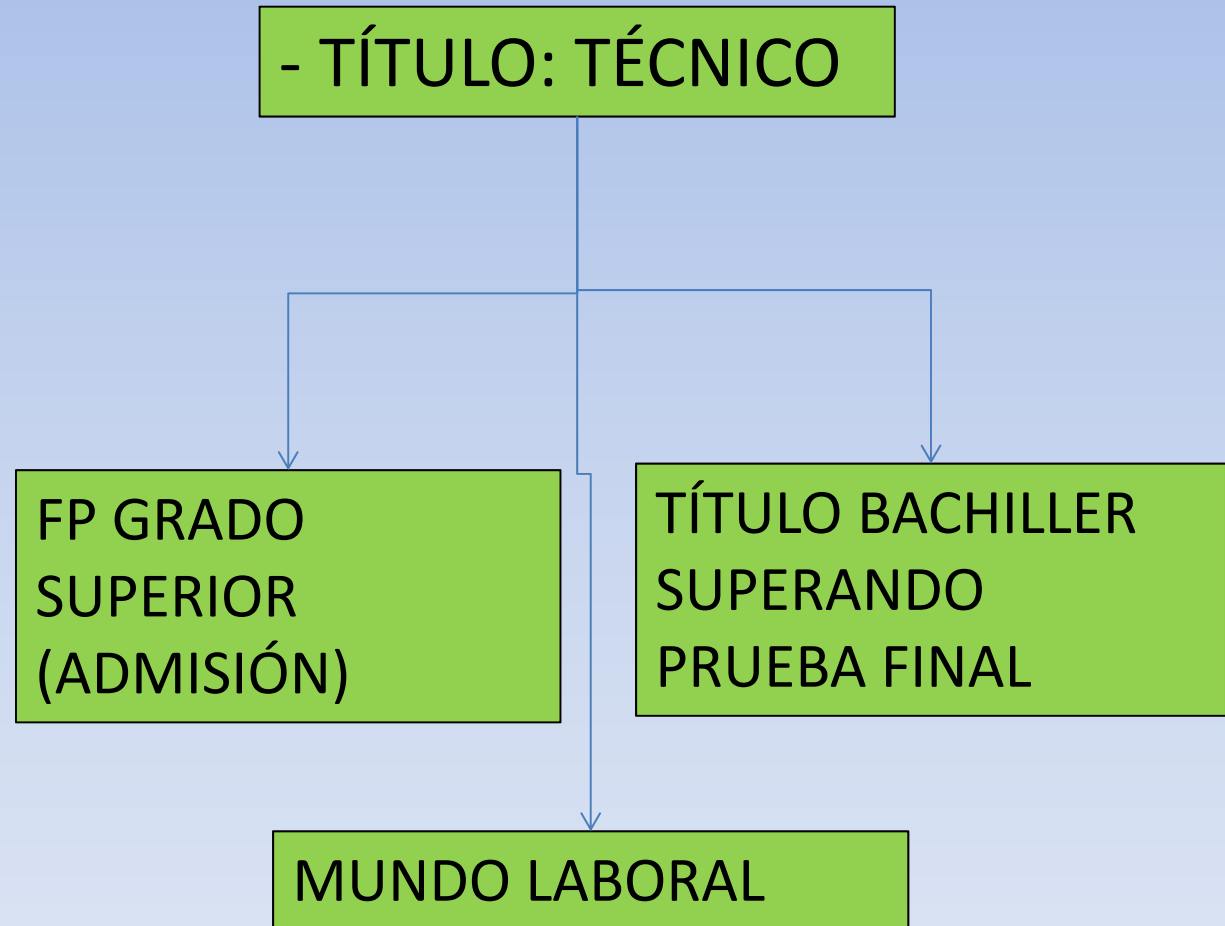 - TÍTULO: TÉCNICO
FP GRADO
SUPERIOR
(ADMISIÓN)
TÍTULO BACHILLER
SUPERANDO
PRUEBA FINAL
MUNDO LABORAL